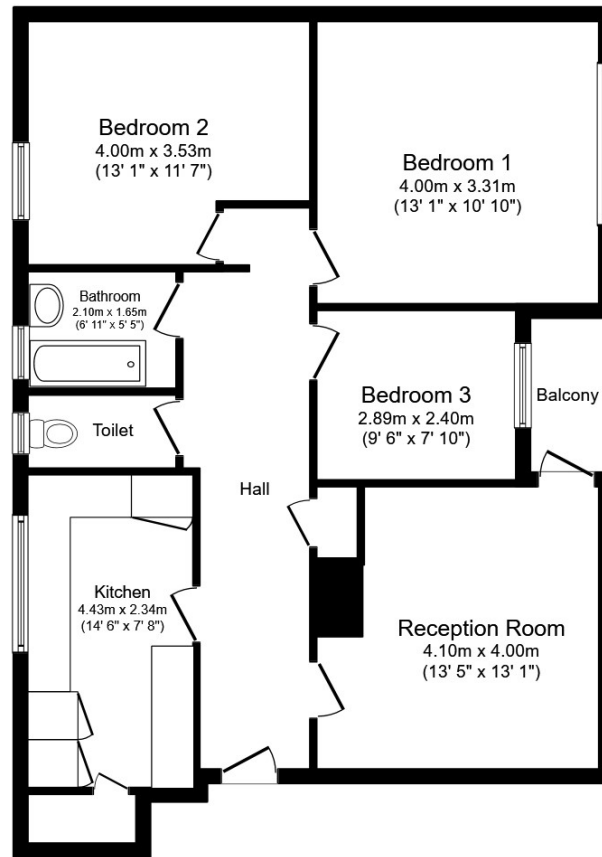 Bedroom 2
4.00m x 3.53m
(13' 1" x 11' 7")
Bedroom 1
4.00m x 3.31m
(13' 1" x 10' 10")
Bathroom
2.10m x 1.65m
(6' 11" x 5' 5")
Bedroom 3
2.89m x 2.40m
(9' 6" x 7' 10")
Balcony
Toilet
Hall
Kitchen
4.43m x 2.34m
(14' 6" x 7' 8")
Reception Room
4.10m x 4.00m
(13' 5" x 13' 1")